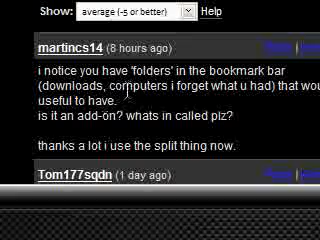 Show: average (-5 or better) Help
martincs14 (8 hours ago)
i notice you have 'folders' in the bookmark bar
(downloads, computers i forget what u had) that wou
useful to have.
is it an add-on? whats in called plz?
thanks a lot i use the split thing now.
Tom177sqdn (1 day ago)